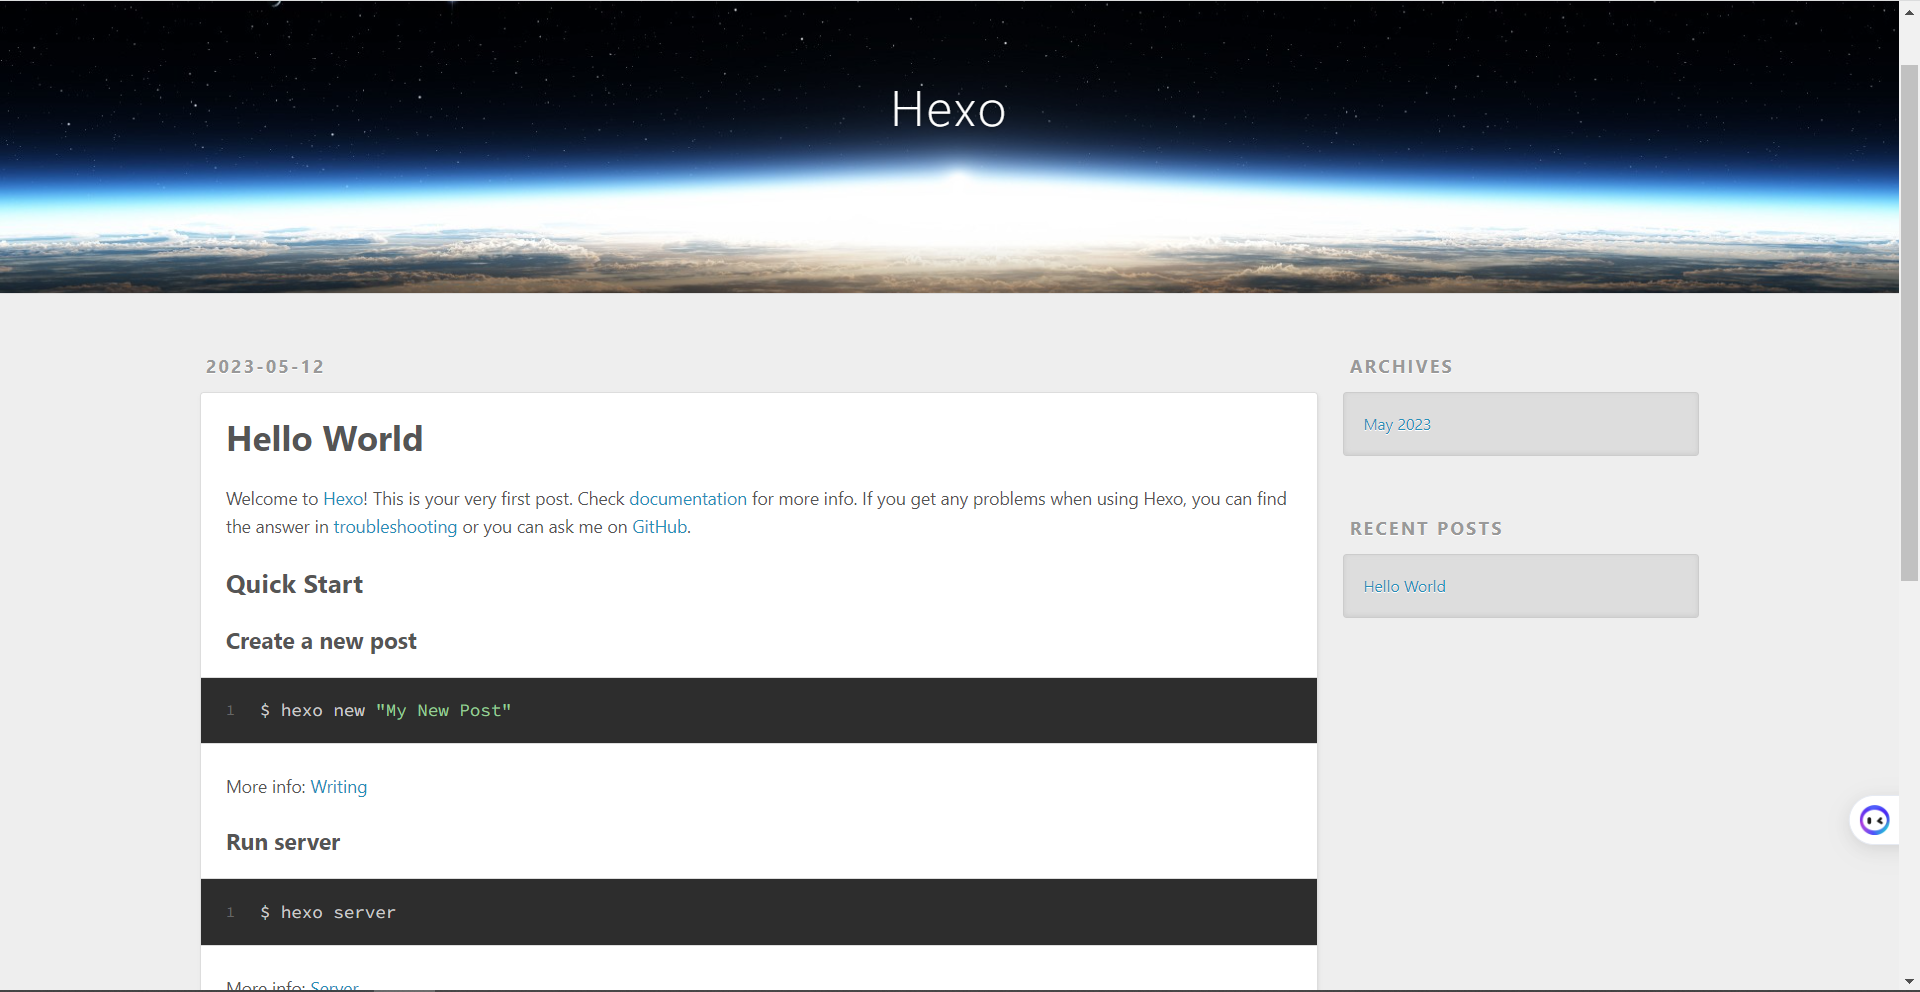 Hexo
2023-05-12
Hello World
Welcome to Hexo! This is your very first post. Check documentation for more info. If you get any problems when using Hexo, you can find
the answer in troubleshooting or you can ask me on GitHub.
Quick Start
Create a new post
1 $ hexo new "My New Post"
More info: Writing
Run server
1 $ hexo server
More info: Server
ARCHIVES
May 2023
RECENT POSTS
Hello World